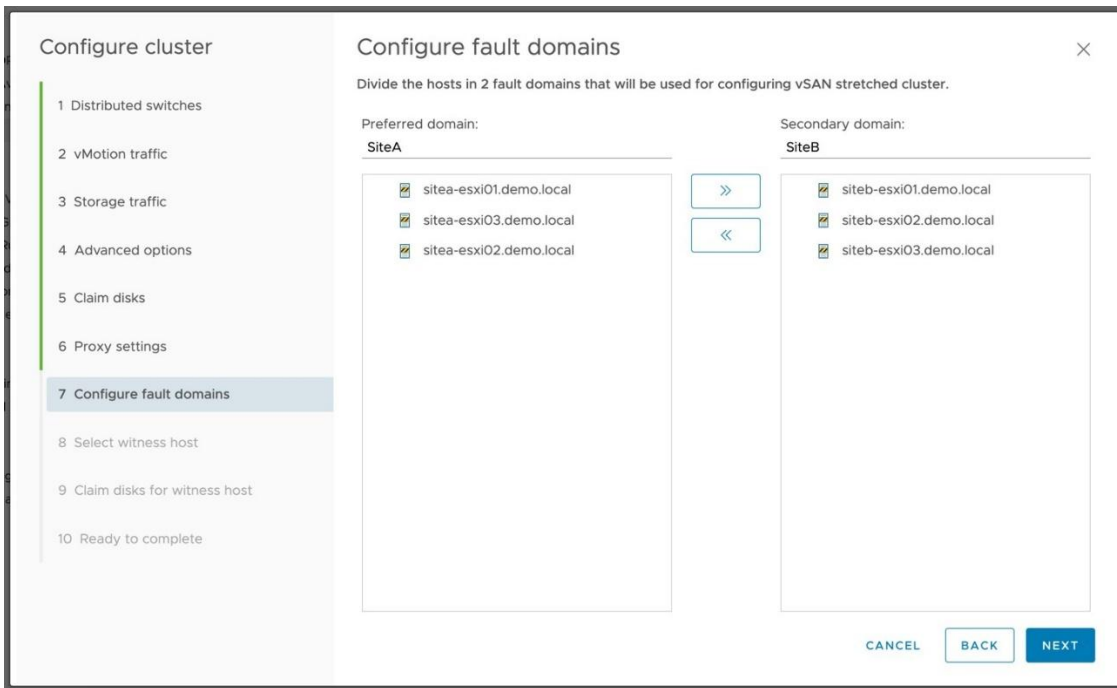 Configure cluster
1 Distributed switches
2 vMotion traffic
3 Storage traffic
4 Advanced options
5 Claim disks
6 Proxy settings
7 Configure fault domains
8 Select witness host
9 Claim disks for witness host
10 Ready to complete
Configure fault domains
Divide the hosts in 2 fault domains that will be used for configuring vSAN stretched cluster.
Preferred domain:
SiteA
sitea-esxi01.demo.local
sitea-esxi03.demo.local
sitea-esxi02.demo.local
Secondary domain:
SiteB
siteb-esxi01.demo.local
siteb-esxi02.demo.local
siteb-esxi03.demo.local
CANCEL
BACK
NEXT